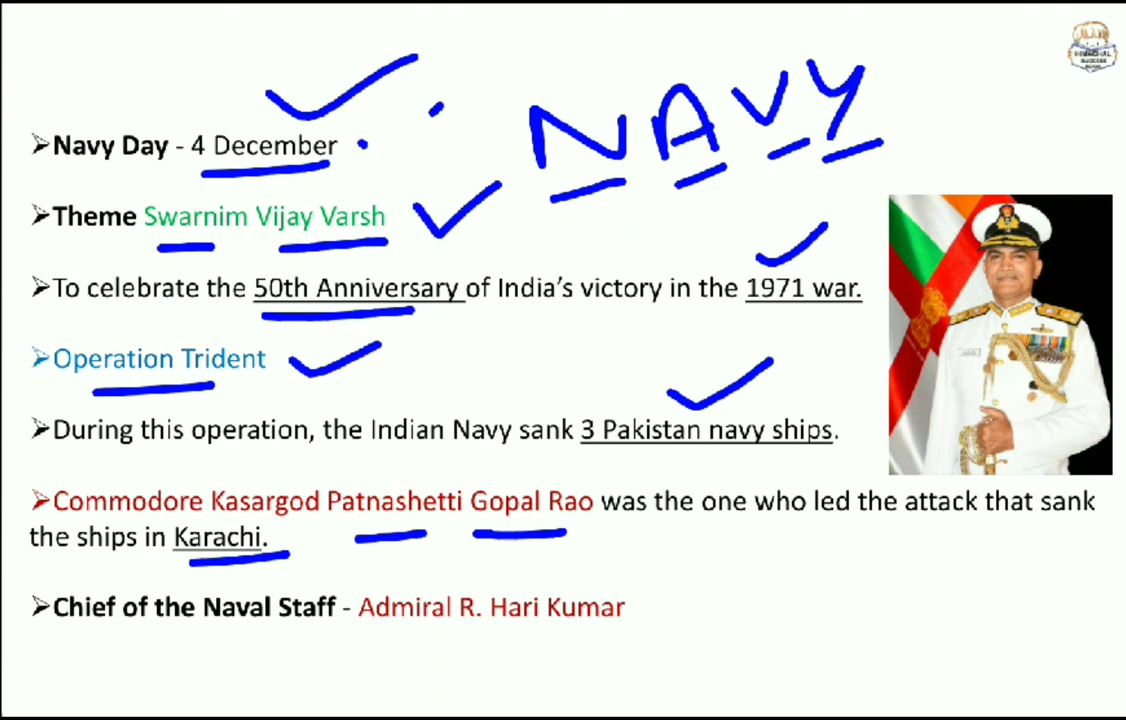 NAVY
➢Navy Day - 4 December
➢Theme Swarnim Vijay Varsh
➢To celebrate the 50th Anniversary of India's victory in the 1971 war.
➢Operation Trident
➢During this operation, the Indian Navy sank 3 Pakistan navy ships.
➢Commodore Kasargod Patnashetti Gopal Rao was the one who led the attack that sank
the ships in Karachi.
➢Chief of the Naval Staff - Admiral R. Hari Kumar
HIMACHAL
SUCCESS